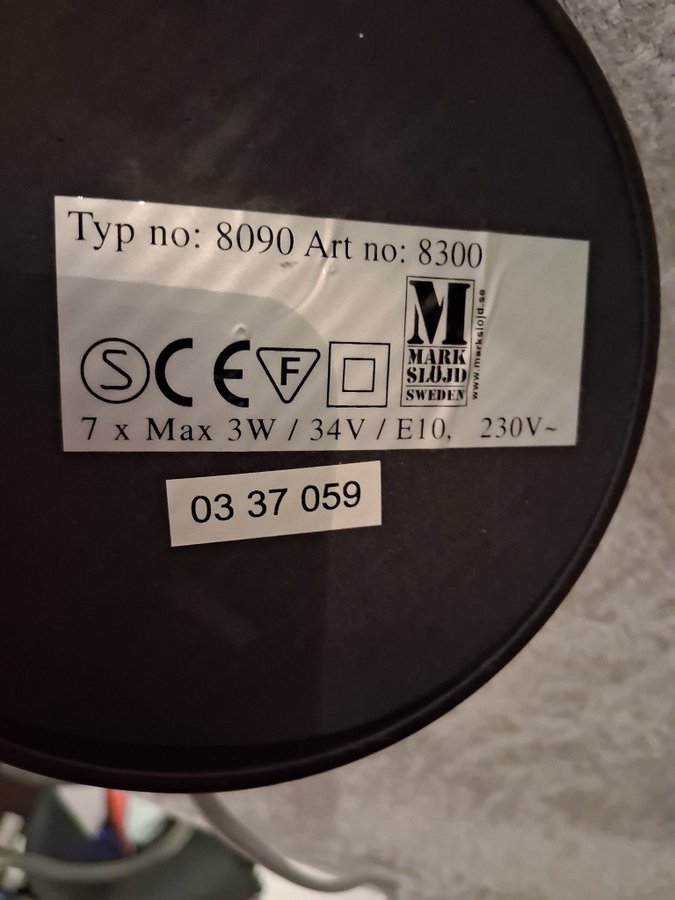 Typ no: 8090 Art no: 8300
S CE F
M
MARK
SLÖJD
SWEDEN
www.markslojd.se
7 x Max 3W / 34V / E10, 230V~
03 37 059